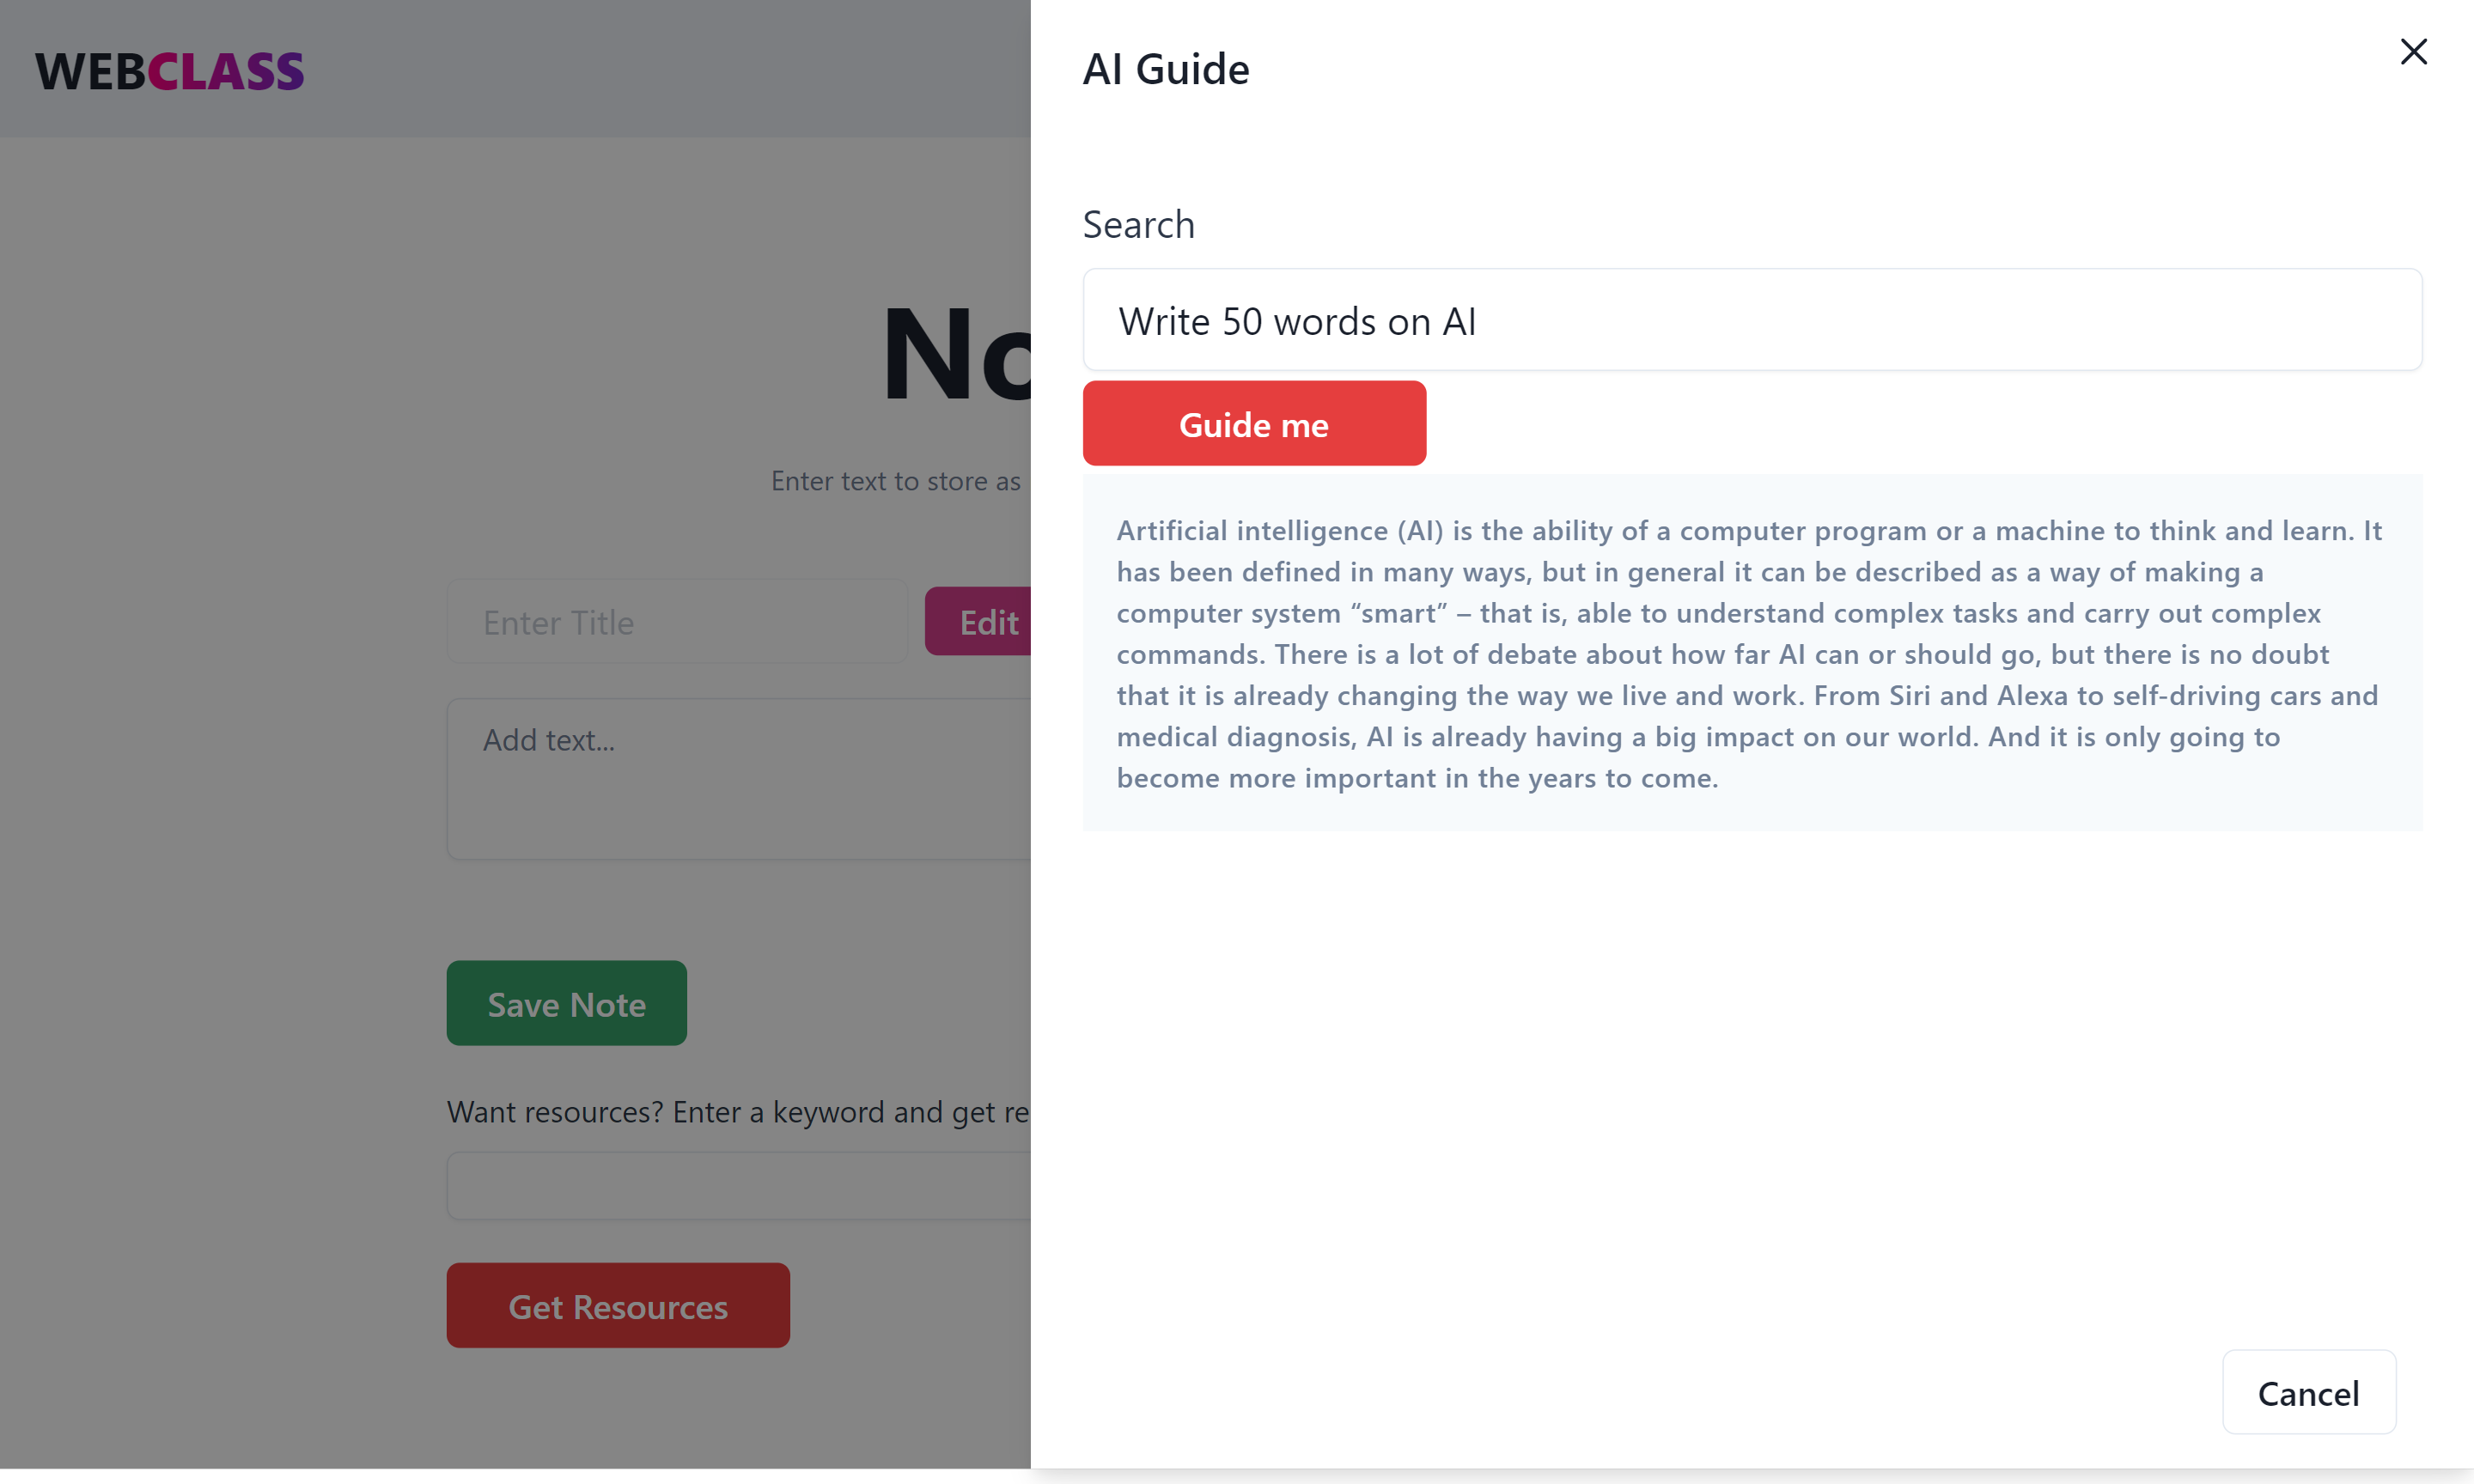 WEBCLASS
No
Enter text to store as
Enter Title
Edit
Add text...
Save Note
Want resources? Enter a keyword and get re
Get Resources
AI Guide
Search
Write 50 words on AI
Guide me
Artificial intelligence (AI) is the ability of a computer program or a machine to think and learn. It
has been defined in many ways, but in general it can be described as a way of making a
computer system “smart” – that is, able to understand complex tasks and carry out complex
commands. There is a lot of debate about how far AI can or should go, but there is no doubt
that it is already changing the way we live and work. From Siri and Alexa to self-driving cars and
medical diagnosis, AI is already having a big impact on our world. And it is only going to
become more important in the years to come.
Cancel